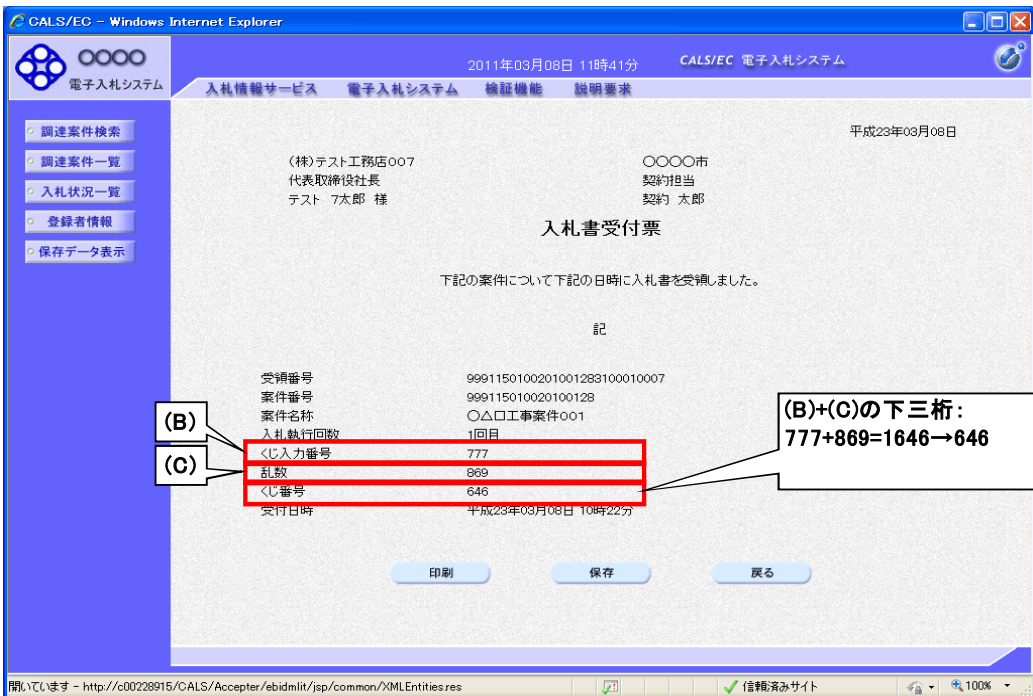 CALS/EC - Windows Internet Explorer
○○○○
電子入札システム
2011年03月08日 11時41分
CALS/EC 電子入札システム
入札情報サービス 電子入札システム 検証機能 説明要求
調達案件検索
調達案件一覧
入札状況一覧
登録者情報
保存データ表示
平成23年03月08日
(株)テスト工務店007
代表取締役社長
テスト 7太郎 様
○○○○市
契約担当
契約 太郎
入札書受付票
下記の案件について下記の日時に入札書を受領しました。
記
受領番号 9991150100201001283100010007
案件番号 999115010020100128
案件名称 ○△□工事案件001
入札執行回数 1回目
くじ入力番号 777
乱数 869
くじ番号 646
受付日時 平成23年03月08日 10時22分
(B)
(C)
(B)+(C)の下三桁:
777+869=1646→646
印刷 保存 戻る
開いています - http://c00228915/CALS/Accepter/ebidmlit/jsp/common/XMLEntities.res
信頼済みサイト
100%